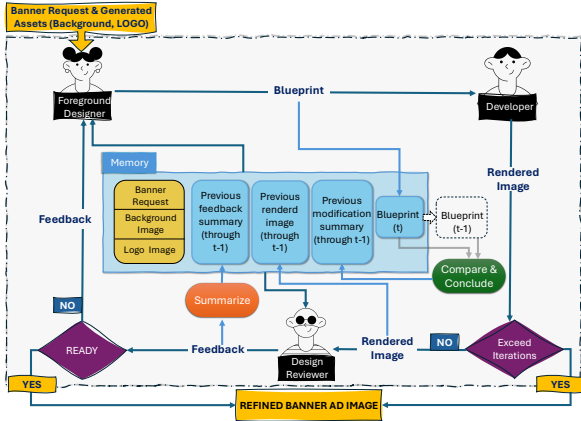 Banner Request & Generated
Assets (Background, LOGO)
Foreground
Designer
Blueprint
Developer
Rendered
Image
Memory
Banner
Request
Background
Image
Logo Image
Previous
feedback
summary
(through
t-1)
Previous
renderd
image
(through
t-1)
Previous
modification
summary
(through t-1)
Blueprint
(t)
Blueprint
(t-1)
Feedback
Compare &
Conclude
Summarize
NO
READY
Feedback
Design
Reviewer
Rendered
Image
NO
Exceed
Iterations
YES
YES
REFINED BANNER AD IMAGE